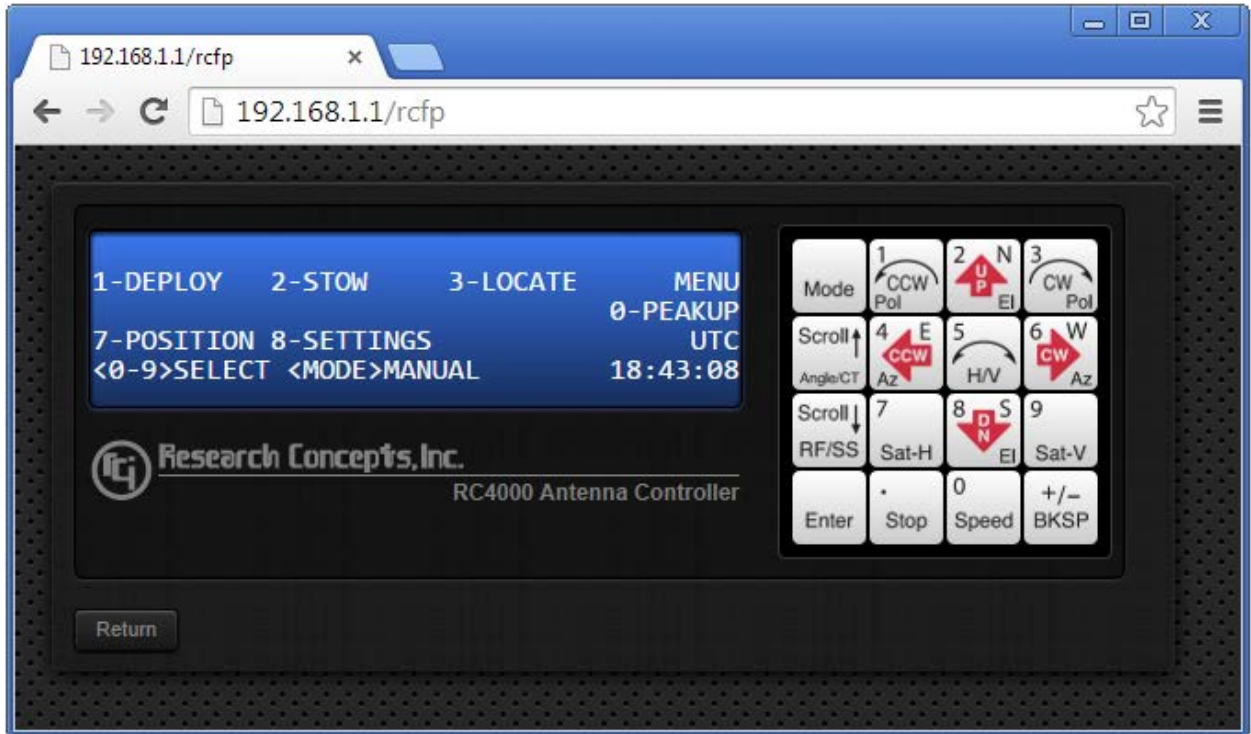 192.168.1.1/rcfp ×
192.168.1.1/rcfp
1-DEPLOY 2-STOW 3-LOCATE MENU
0-PEAKUP
7-POSITION 8-SETTINGS UTC
<0-9>SELECT <MODE>MANUAL 18:43:08
rci Research Concepts, Inc.
RC4000 Antenna Controller
Mode
1 CCW Pol
2 N UP El
3 CW Pol
Scroll Angle/CT
4 E CCW Az
5 H/V
6 W CW Az
Scroll RF/SS
7 Sat-H
8 S DN El
9 Sat-V
Enter
. Stop
0 Speed
+/- BKSP
Return